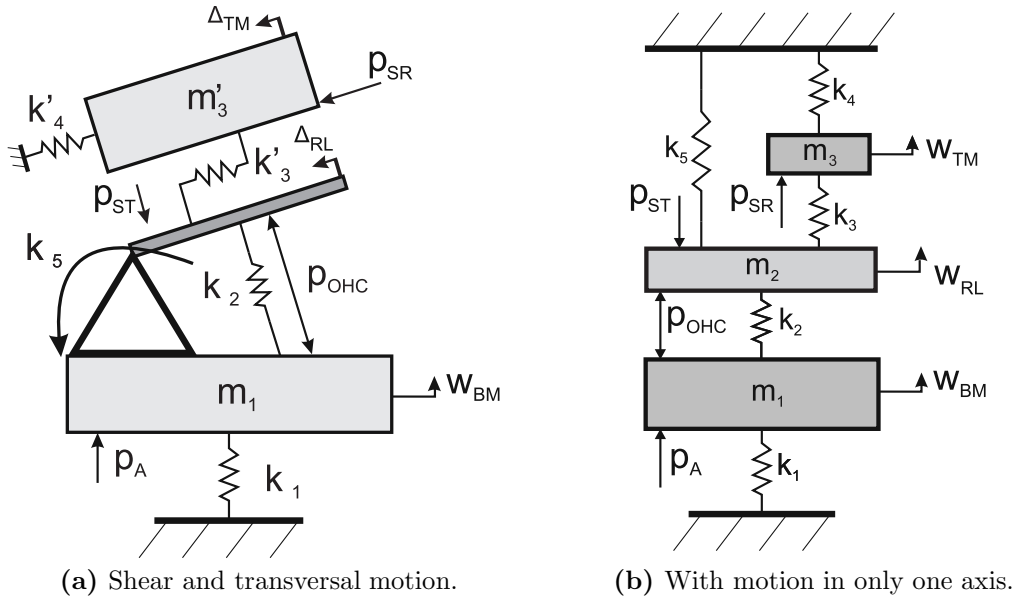 Δ_TM
p_SR
m'_3
k'_4
Δ_RL
k'_3
p_ST
k_5
k_2
p_OHC
m_1
w_BM
p_A
k_1
(a) Shear and transversal motion.
k_4
k_5
m_3
w_TM
p_ST
p_SR
k_3
m_2
w_RL
p_OHC
k_2
m_1
w_BM
p_A
k_1
(b) With motion in only one axis.